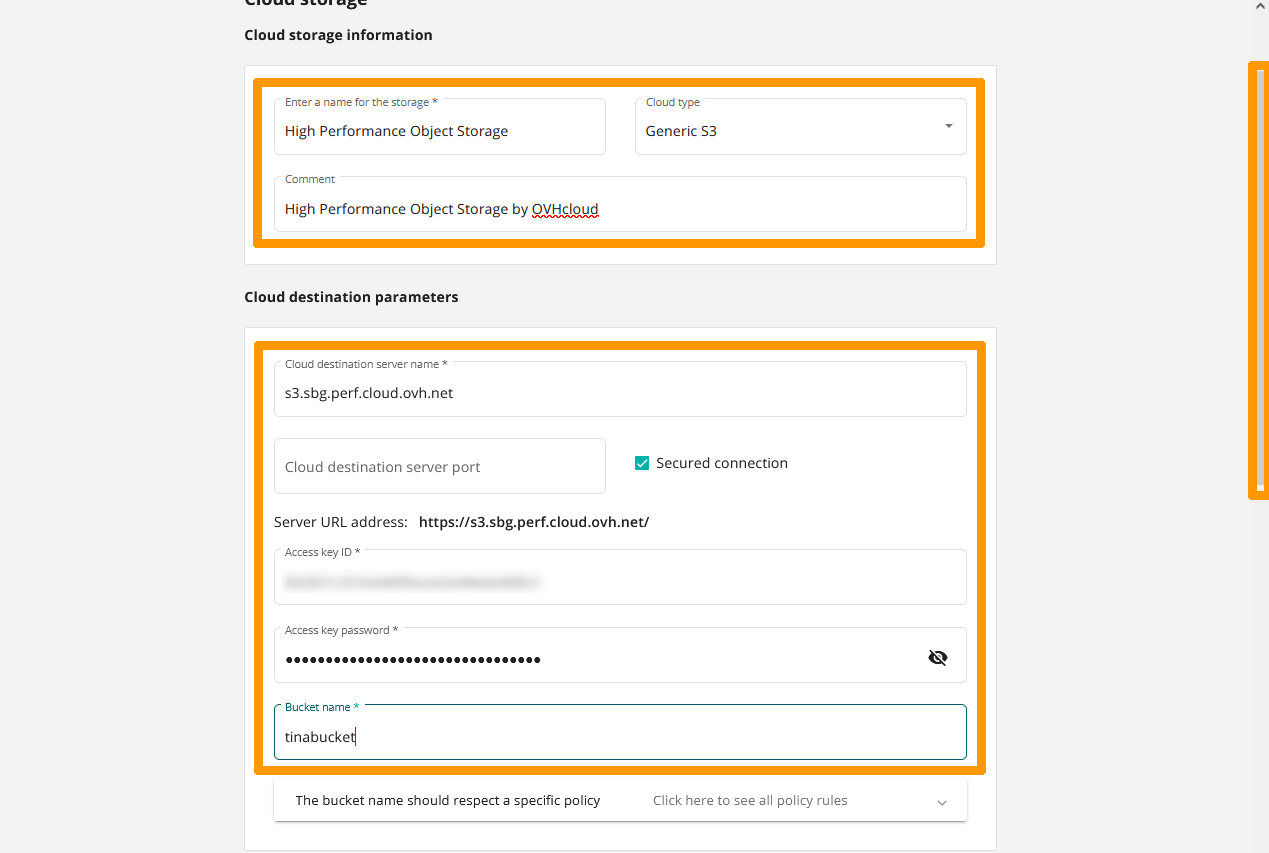 Cloud storage
Cloud storage information
Enter a name for the storage *
High Performance Object Storage
Cloud type
Generic S3
Comment
High Performance Object Storage by OVHcloud
Cloud destination parameters
Cloud destination server name *
s3.sbg.perf.cloud.ovh.net
Cloud destination server port
Secured connection
Server URL address: https://s3.sbg.perf.cloud.ovh.net/
Access key ID *
Access key password *
••••••••••••••••••••••••••••••••
Bucket name *
tinabucket
The bucket name should respect a specific policy Click here to see all policy rules